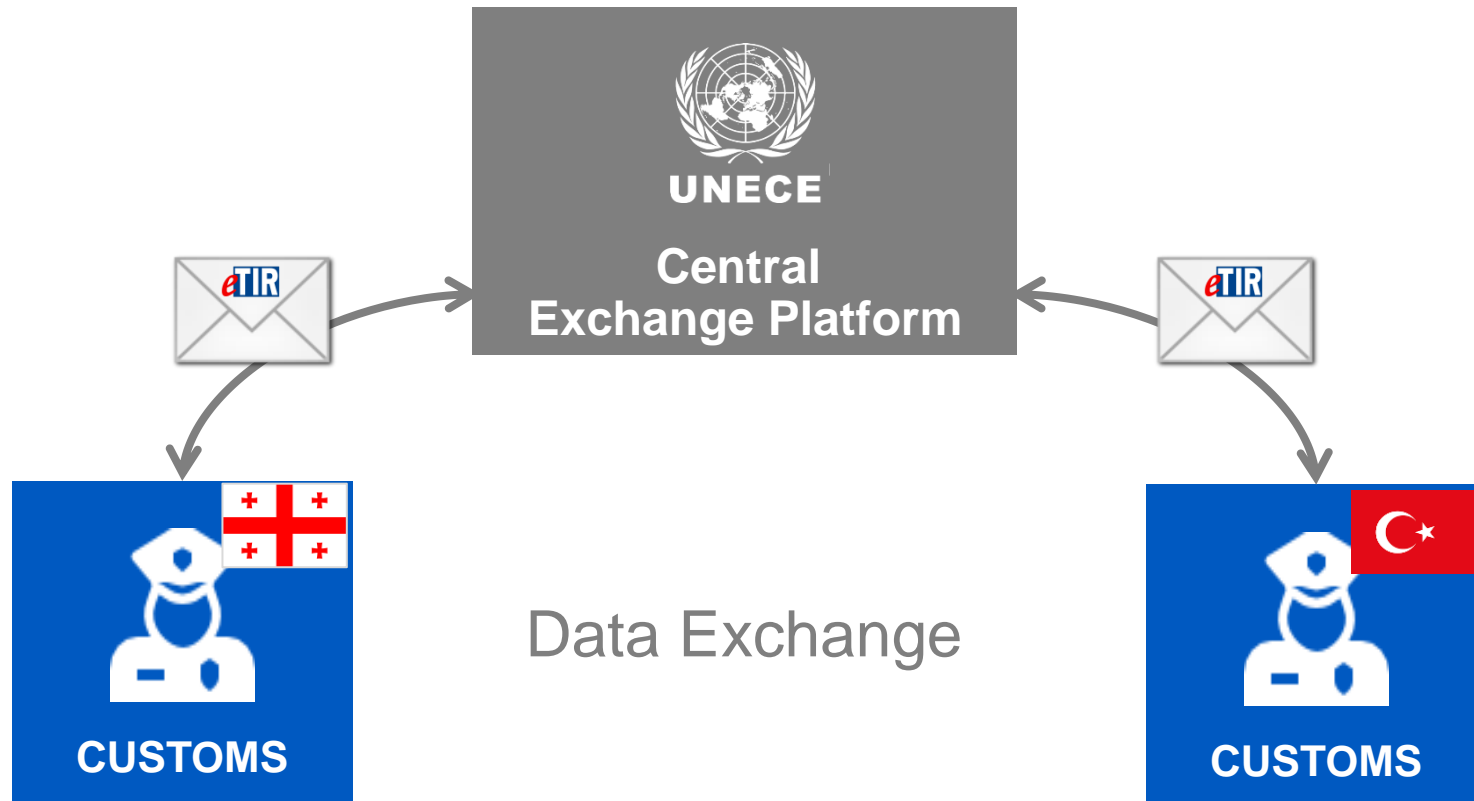 UNECE
Central
Exchange Platform
eTIR
eTIR
Data Exchange
CUSTOMS
CUSTOMS